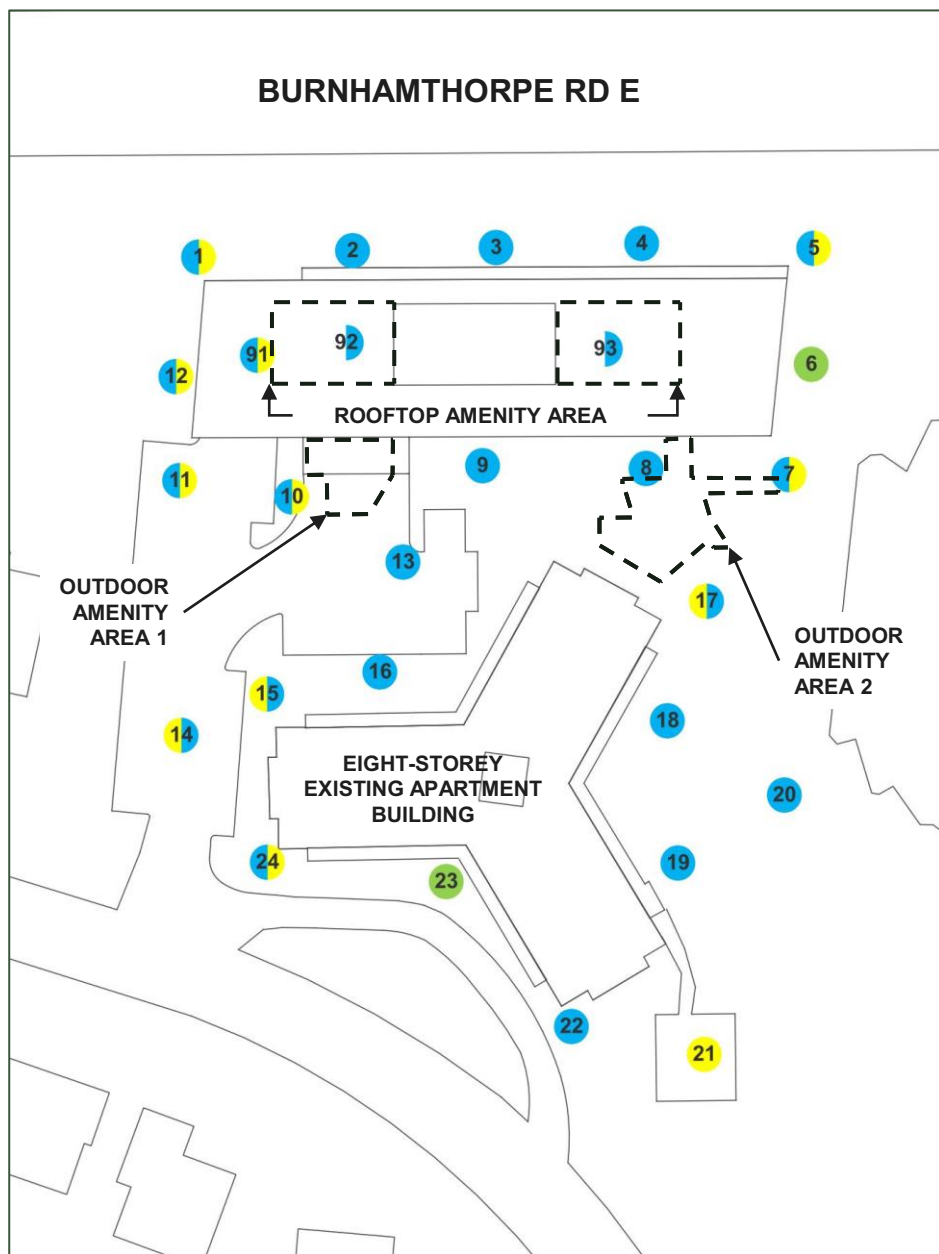 BURNHAMTHORPE RD E
1
2
3
4
5
91
92
93
12
6
ROOFTOP AMENITY AREA
11
10
9
8
7
13
OUTDOOR
AMENITY
AREA 1
17
OUTDOOR
AMENITY
AREA 2
16
15
14
18
EIGHT-STOREY
EXISTING APARTMENT
BUILDING
20
24
23
19
22
21